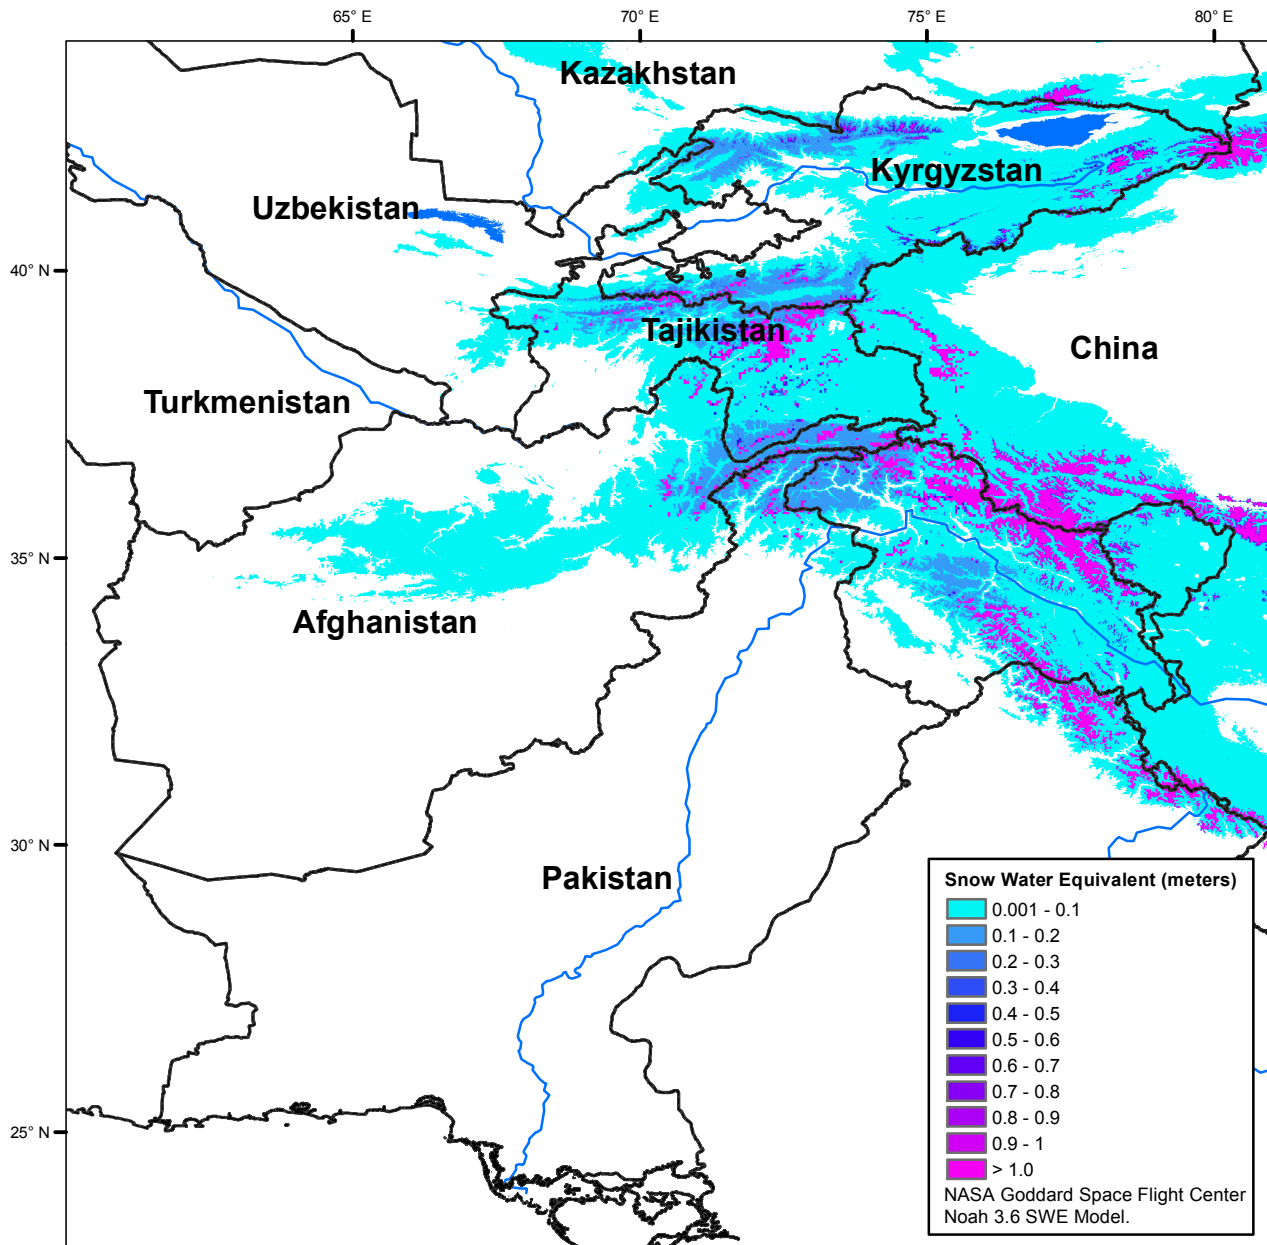 65° E
70° E
75° E
80° E
Kazakhstan
Kyrgyzstan
Uzbekistan
40° N
Tajikistan
China
Turkmenistan
35° N
Afghanistan
30° N
Pakistan
25° N
Snow Water Equivalent (meters)
0.001 - 0.1
0.1 - 0.2
0.2 - 0.3
0.3 - 0.4
0.4 - 0.5
0.5 - 0.6
0.6 - 0.7
0.7 - 0.8
0.8 - 0.9
0.9 - 1
> 1.0
NASA Goddard Space Flight Center
Noah 3.6 SWE Model.